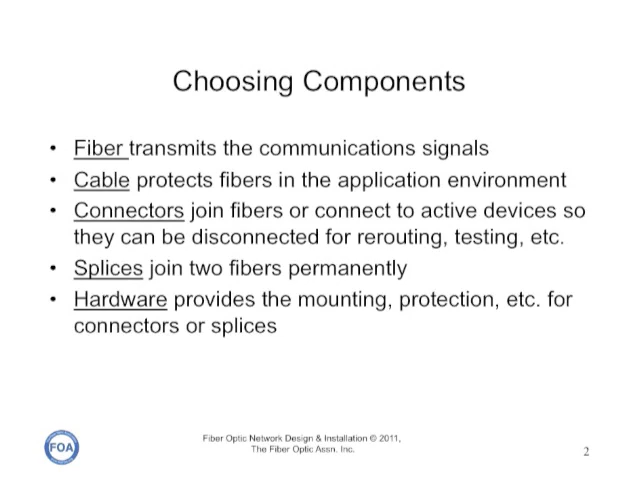 Choosing Components
• Fiber transmits the communications signals
• Cable protects fibers in the application environment
• Connectors join fibers or connect to active devices so
they can be disconnected for rerouting, testing, etc.
• Splices join two fibers permanently
• Hardware provides the mounting, protection, etc. for
connectors or splices
FOA
Fiber Optic Network Design & Installation © 2011,
The Fiber Optic Assn. Inc.
2